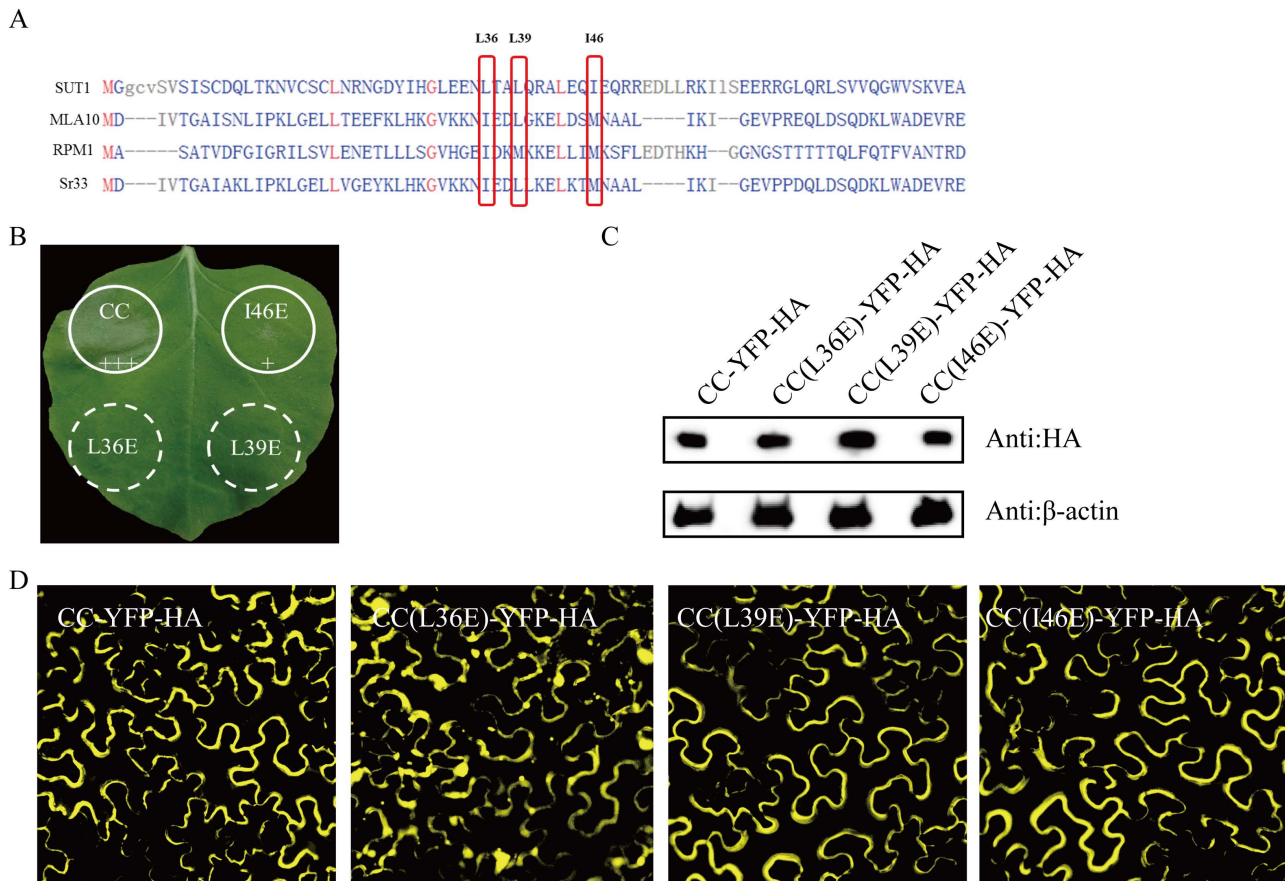 A
L36 L39 I46
SUT1 MGgcvSVSISCDQLTKNVCSCLNRNGDYIHGLEENLTALQRALEQIEQRREDLLRKIlSEERRGLQRLSVVQGWVSKVEA
MLA10 MD---IVTGAISNLIPKLGELLTEEFKLHKGVKKNIEDLGKELDSMNAAL----IKI--GEVPREQLDSQDKLWADEVRE
RPM1 MA-----SATVDFGIGRILSVLENETLLLSGVHGEIDKMKKELLIMKSFLEDTHKH--GGNGSTTTTTQLFQTFVANTRD
Sr33 MD---IVTGAIAKLIPKLGELLVGEYKLHKGVKKNIEDLLKELKTMNAAL----IKI--GEVPPDQLDSQDKLWADEVRE
B
CC
+++
I46E
+
L36E
L39E
C
CC-YFP-HA
CC(L36E)-YFP-HA
CC(L39E)-YFP-HA
CC(I46E)-YFP-HA
Anti:HA
Anti:β-actin
D
CC-YFP-HA
CC(L36E)-YFP-HA
CC(L39E)-YFP-HA
CC(I46E)-YFP-HA